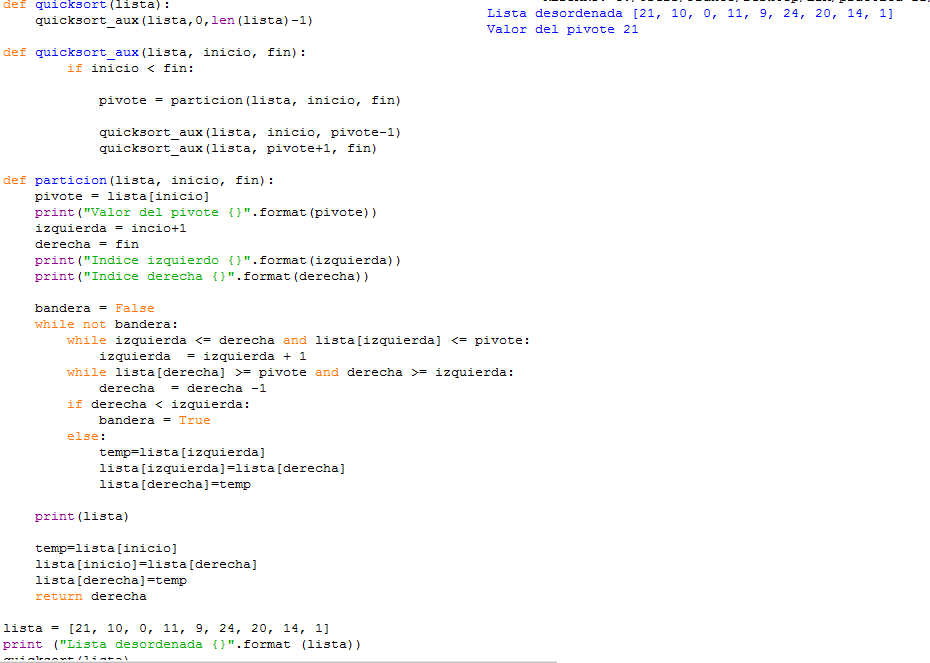 def quicksort(lista):
    quicksort_aux(lista,0,len(lista)-1)

def quicksort_aux(lista, inicio, fin):
        if inicio < fin:

            pivote = particion(lista, inicio, fin)

            quicksort_aux(lista, inicio, pivote-1)
            quicksort_aux(lista, pivote+1, fin)

def particion(lista, inicio, fin):
    pivote = lista[inicio]
    print("Valor del pivote {}".format(pivote))
    izquierda = incio+1
    derecha = fin
    print("Indice izquierdo {}".format(izquierda))
    print("Indice derecha {}".format(derecha))

    bandera = False
    while not bandera:
        while izquierda <= derecha and lista[izquierda] <= pivote:
            izquierda  = izquierda + 1
        while lista[derecha] >= pivote and derecha >= izquierda:
            derecha  = derecha -1
        if derecha < izquierda:
            bandera = True
        else:
            temp=lista[izquierda]
            lista[izquierda]=lista[derecha]
            lista[derecha]=temp

    print(lista)

    temp=lista[inicio]
    lista[inicio]=lista[derecha]
    lista[derecha]=temp
    return derecha

lista = [21, 10, 0, 11, 9, 24, 20, 14, 1]
print ("Lista desordenada {}".format (lista))
quicksort(lista)
Lista desordenada [21, 10, 0, 11, 9, 24, 20, 14, 1]
Valor del pivote 21